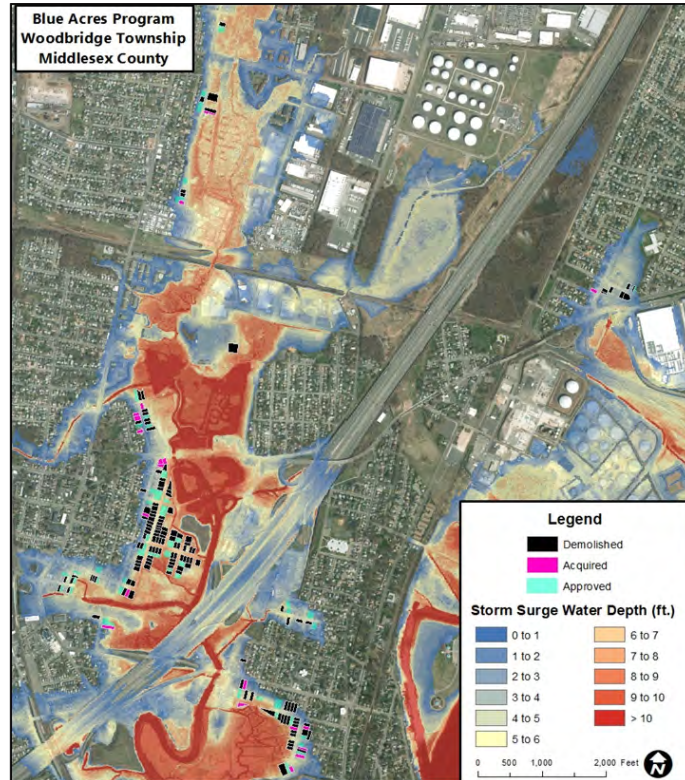 Blue Acres Program
Woodbridge Township
Middlesex County
Legend
Demolished
Acquired
Approved
Storm Surge Water Depth (ft.)
0 to 1
1 to 2
2 to 3
3 to 4
4 to 5
5 to 6
6 to 7
7 to 8
8 to 9
9 to 10
> 10
0 500 1,000 2,000 Feet
N